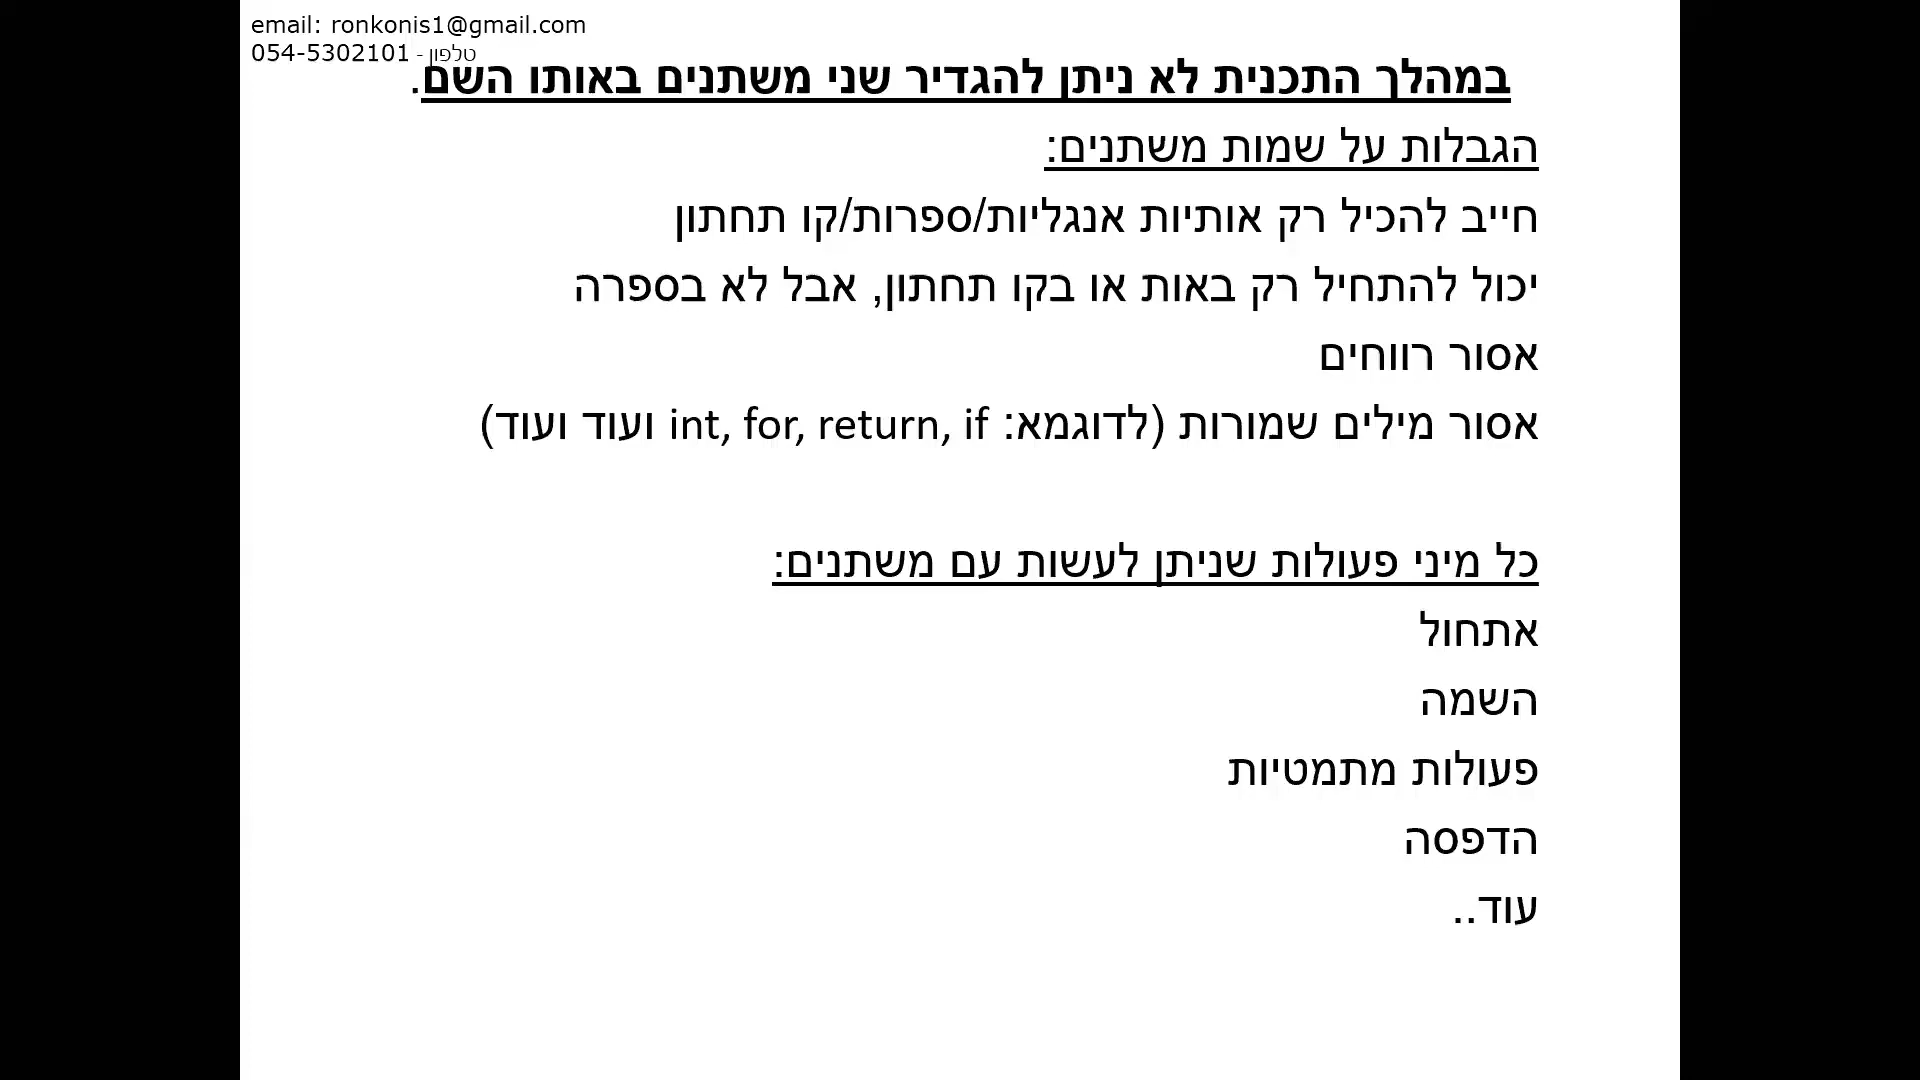 email: ronkonis1@gmail.com
טלפון - 054-5302101
במהלך התכנית לא ניתן להגדיר שני משתנים באותו השם.
הגבלות על שמות משתנים:
חייב להכיל רק אותיות אנגליות/ספרות/קו תחתון
יכול להתחיל רק באות או בקו תחתון, אבל לא בספרה
אסור רווחים
אסור מילים שמורות (לדוגמא: int, for, return, if ועוד ועוד)
כל מיני פעולות שניתן לעשות עם משתנים:
אתחול
השמה
פעולות מתמטיות
הדפסה
עוד..